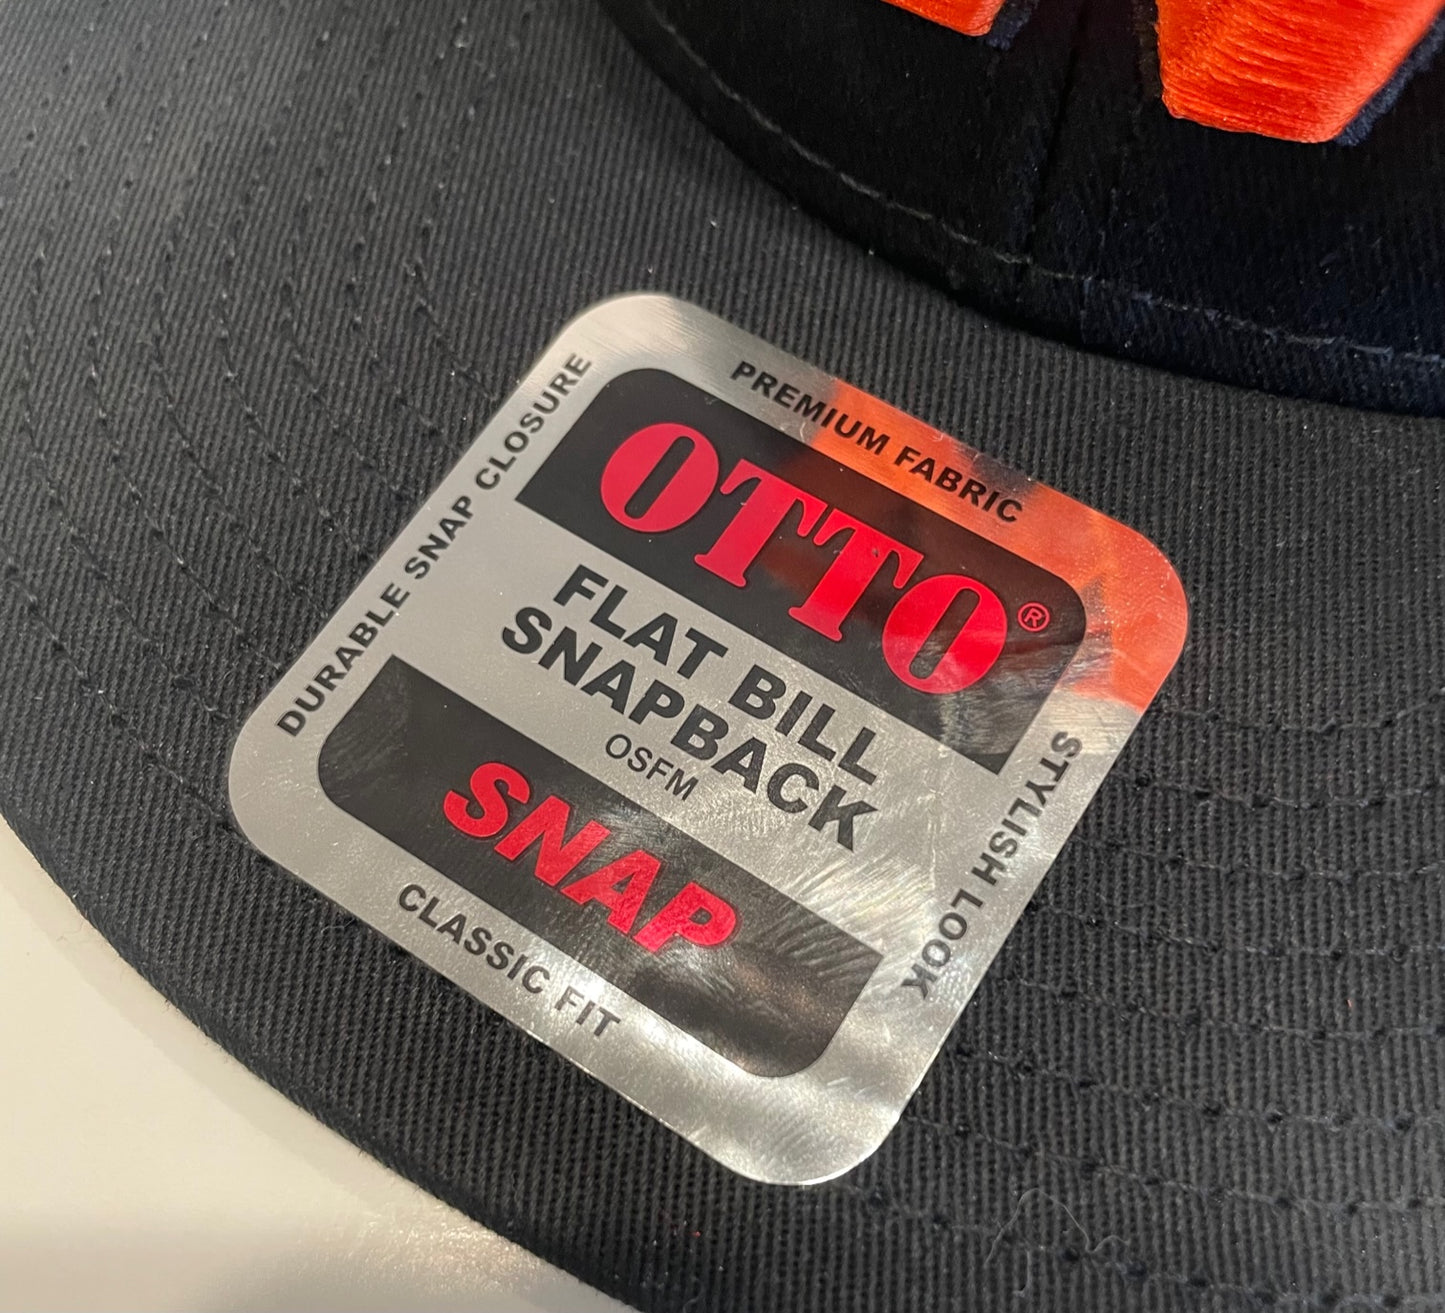 PREMIUM FABRIC
DURABLE SNAP CLOSURE
OTTO®
FLAT BILL
SNAPBACK
OSFM
STYLISH LOOK
SNAP
CLASSIC FIT